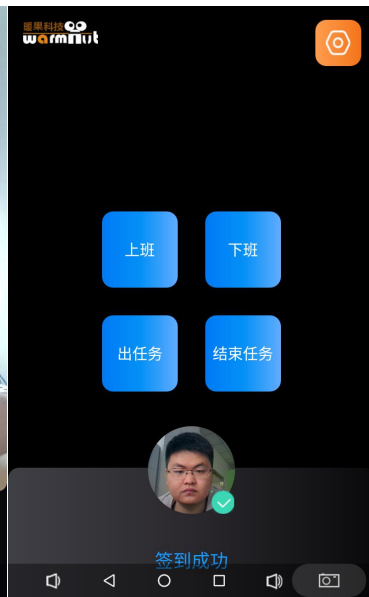 暖果科技
warmnut
上班
下班
出任务
结束任务
签到成功